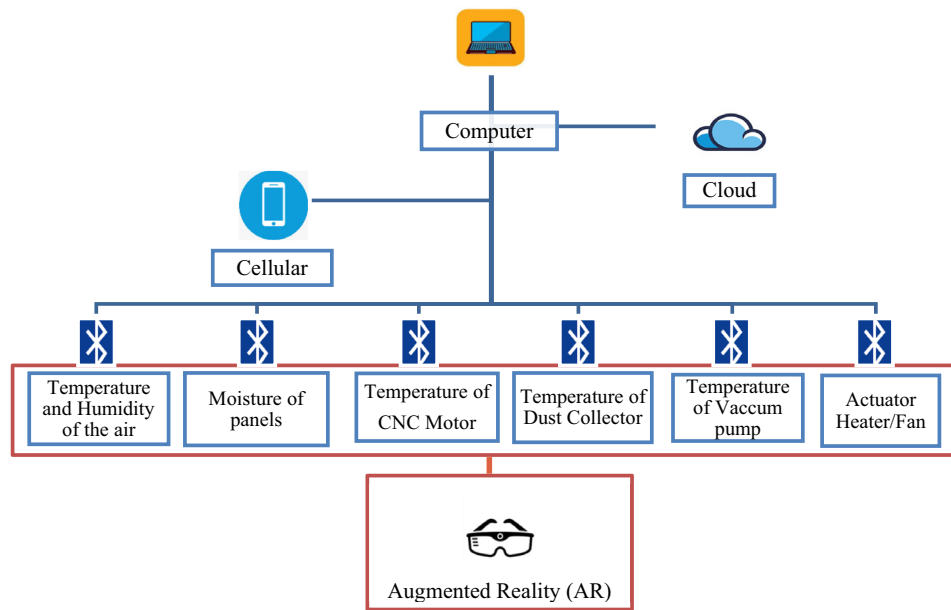 Computer
Cloud
Cellular
Temperature
and Humidity
of the air
Moisture of
panels
Temperature of
CNC Motor
Temperature of
Dust Collector
Temperature
of Vaccum
pump
Actuator
Heater/Fan
Augmented Reality (AR)